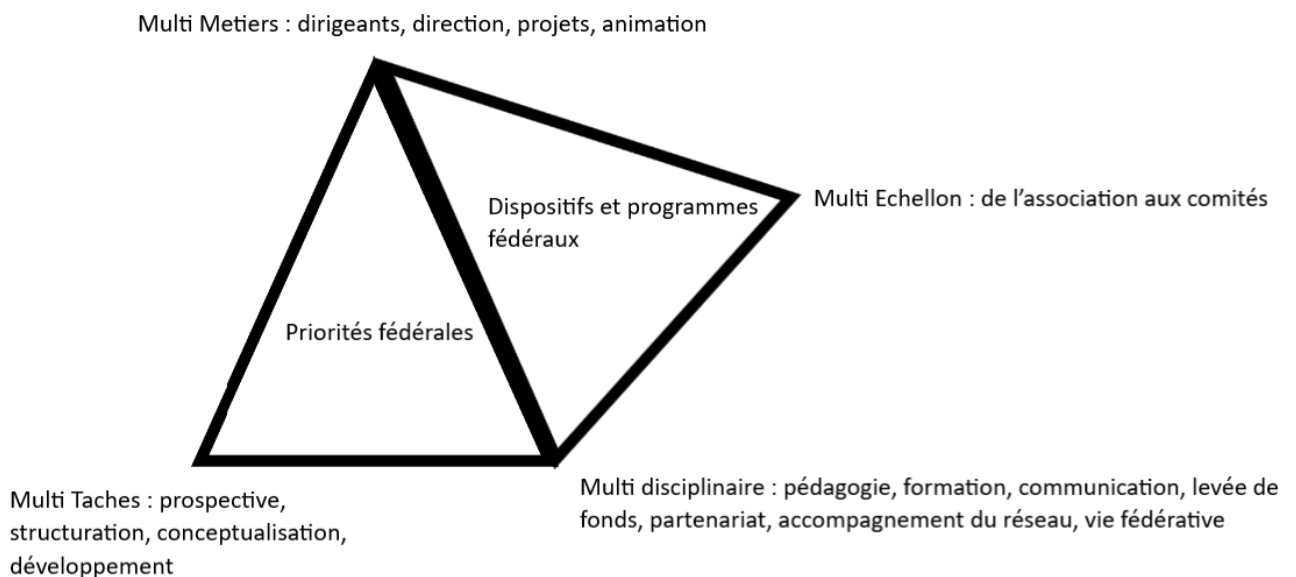 Multi Metiers : dirigeants, direction, projets, animation
Multi Echellon : de l’association aux comités
Dispositifs et programmes
fédéraux
Priorités fédérales
Multi Taches : prospective,
structuration, conceptualisation,
développement
Multi disciplinaire : pédagogie, formation, communication, levée de
fonds, partenariat, accompagnement du réseau, vie fédérative